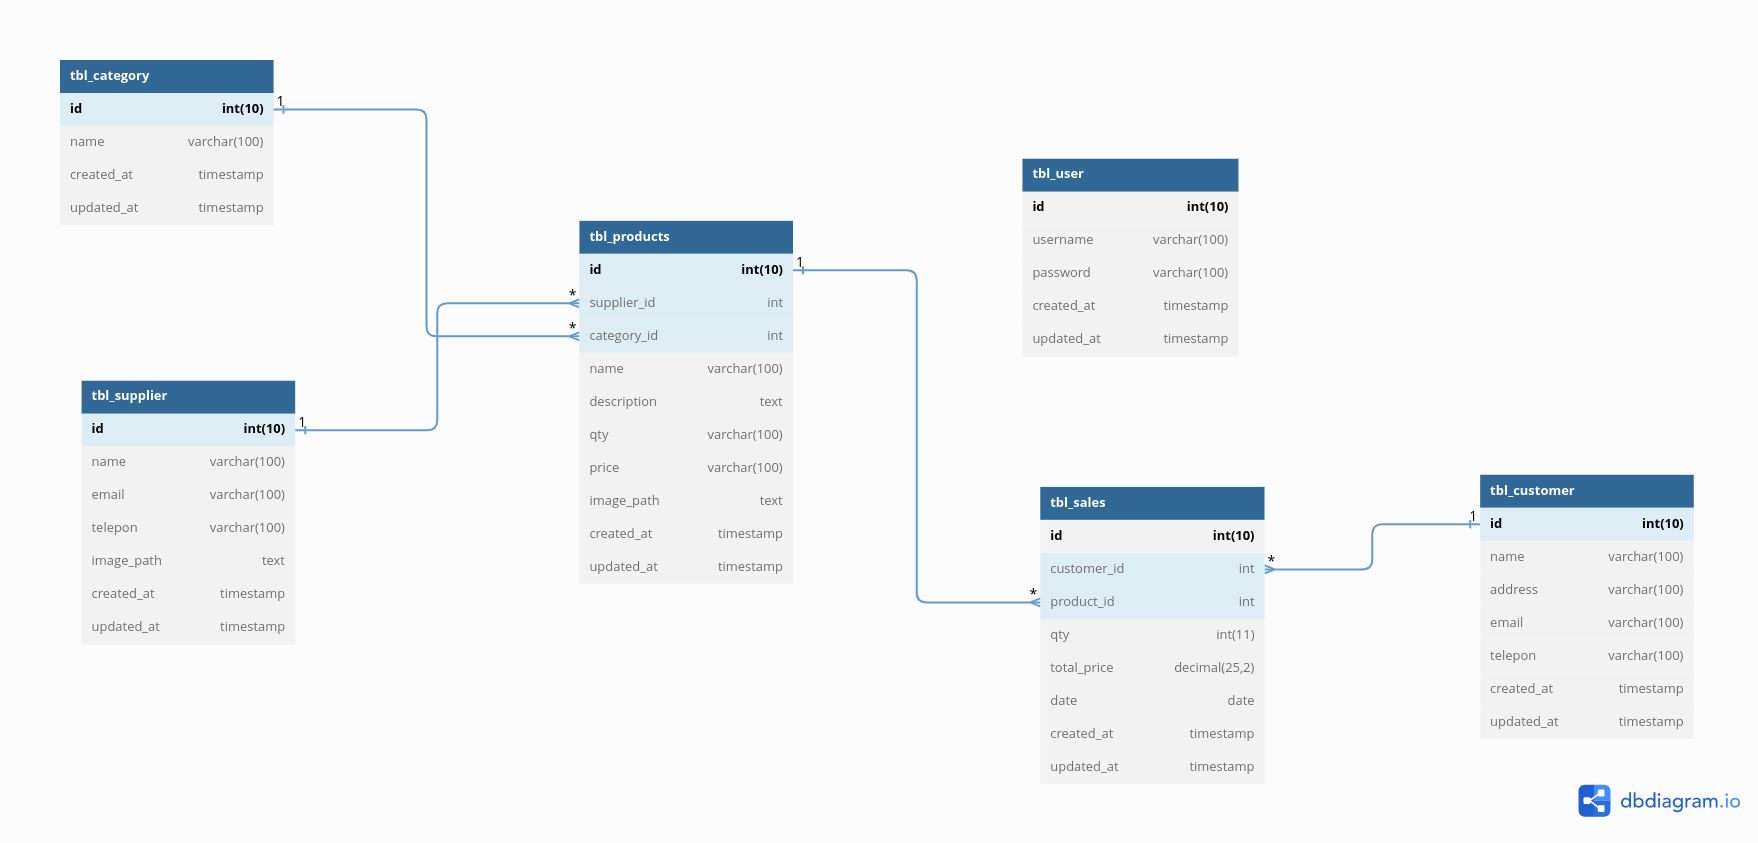 tbl_category
id int(10)
name varchar(100)
created_at timestamp
updated_at timestamp
1
tbl_supplier
id int(10)
name varchar(100)
email varchar(100)
telepon varchar(100)
image_path text
created_at timestamp
updated_at timestamp
1
tbl_products
id int(10)
supplier_id int
category_id int
name varchar(100)
description text
qty varchar(100)
price varchar(100)
image_path text
created_at timestamp
updated_at timestamp
*
*
1
tbl_user
id int(10)
username varchar(100)
password varchar(100)
created_at timestamp
updated_at timestamp
tbl_sales
id int(10)
customer_id int
product_id int
qty int(11)
total_price decimal(25,2)
date date
created_at timestamp
updated_at timestamp
*
*
tbl_customer
1
id int(10)
name varchar(100)
address varchar(100)
email varchar(100)
telepon varchar(100)
created_at timestamp
updated_at timestamp
dbdiagram.io